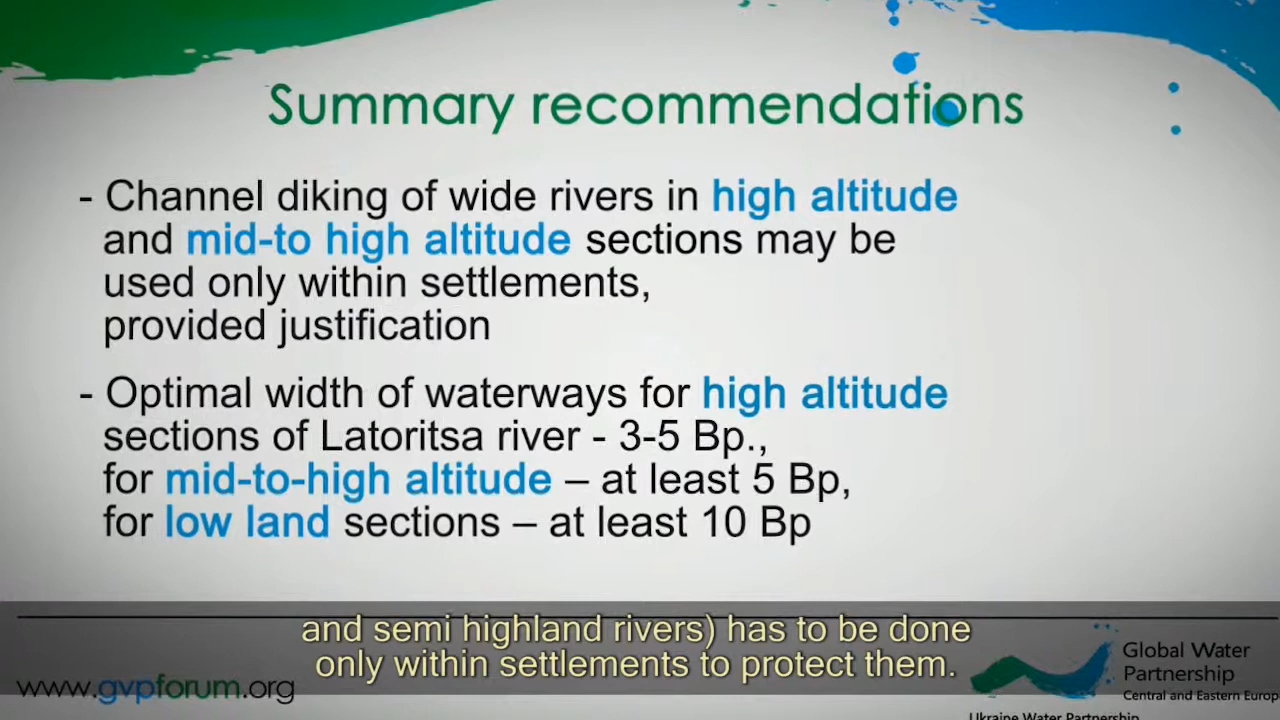 Summary recommendations
- Channel diking of wide rivers in high altitude
and mid-to high altitude sections may be
used only within settlements,
provided justification
- Optimal width of waterways for high altitude
sections of Latoritsa river - 3-5 Bp.,
for mid-to-high altitude – at least 5 Bp,
for low land sections – at least 10 Bp
and semi highland rivers) has to be done
only within settlements to protect them.
www.gvpforum.org
Global Water
Partnership
Central and Eastern Europ
Ukraine Water Partnership